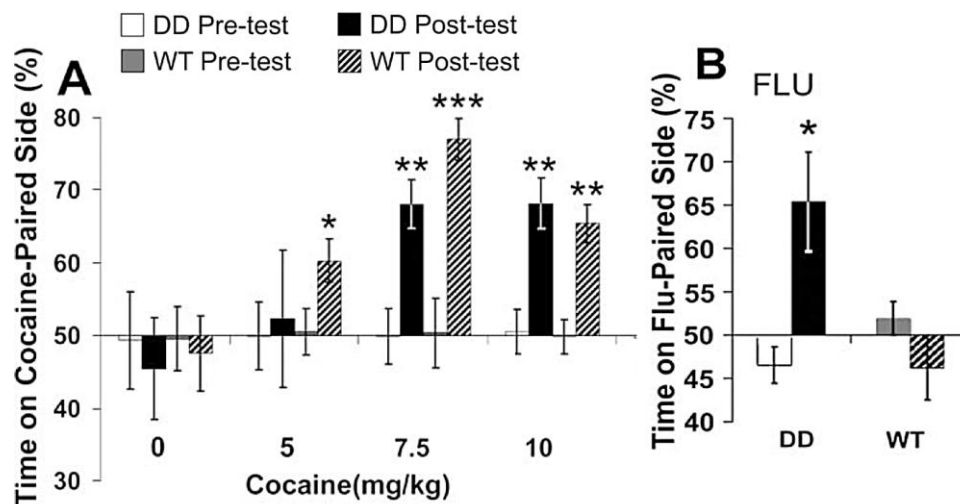 DD Pre-test DD Post-test
WT Pre-test WT Post-test
A
Time on Cocaine-Paired Side (%)
80
70
60
50
40
30
*
**
***
**
**
0 5 7.5 10
Cocaine(mg/kg)
B
FLU
Time on Flu-Paired Side (%)
75
70
65
60
55
50
45
40
*
DD WT